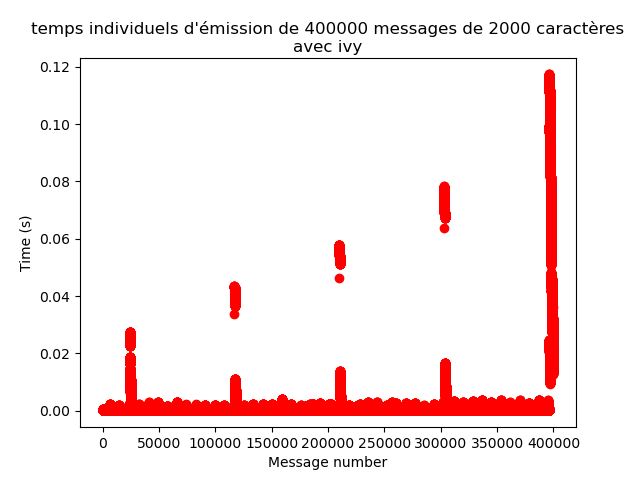 temps individuels d'émission de 400000 messages de 2000 caractères
avec ivy
0.12
0.10
0.08
0.06
0.04
0.02
0.00
Time (s)
0 50000 100000 150000 200000 250000 300000 350000 400000
Message number